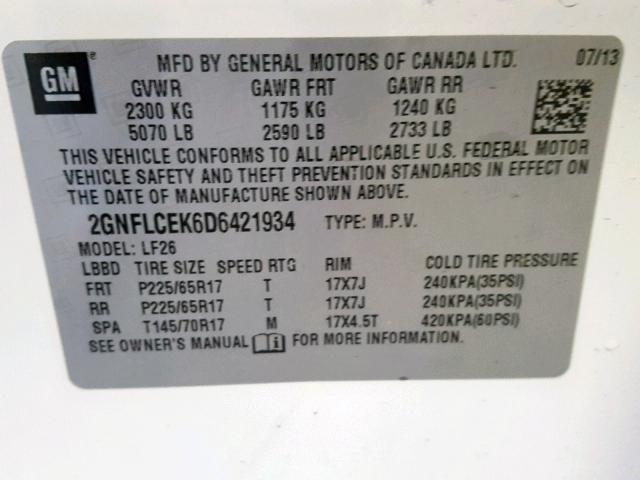 GM ® MFD BY GENERAL MOTORS OF CANADA LTD. 07/13
GVWR GAWR FRT GAWR RR
2300 KG 1175 KG 1240 KG
5070 LB 2590 LB 2733 LB
THIS VEHICLE CONFORMS TO ALL APPLICABLE U.S. FEDERAL MOTOR
VEHICLE SAFETY AND THEFT PREVENTION STANDARDS IN EFFECT ON
THE DATE OF MANUFACTURE SHOWN ABOVE.
2GNFLCEK6D6421934 TYPE: M.P.V.
MODEL: LF26
LBBD TIRE SIZE SPEED RTG RIM COLD TIRE PRESSURE
FRT P225/65R17 T 17X7J 240KPA(35PSI)
RR P225/65R17 T 17X7J 240KPA(35PSI)
SPA T145/70R17 M 17X4.5T 420KPA(60PSI)
SEE OWNER'S MANUAL FOR MORE INFORMATION.